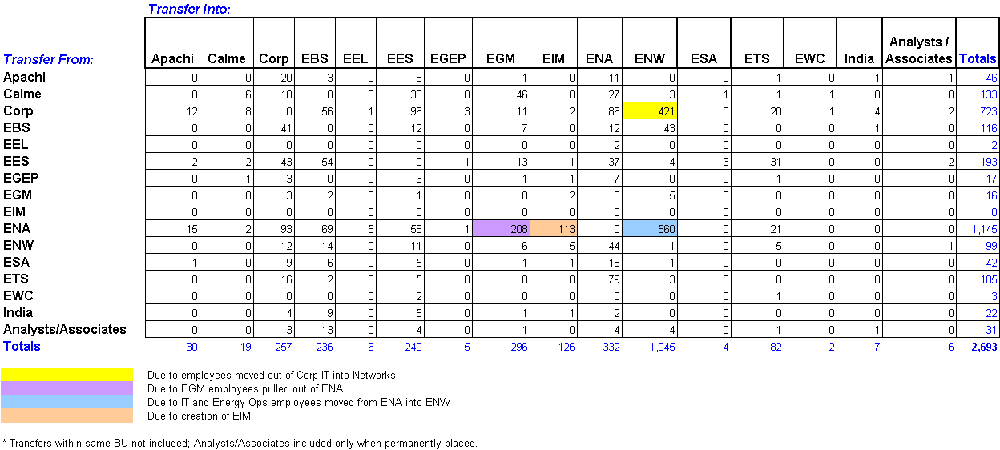 Transfer Into:
Transfer From: Apachi Calme Corp EBS EEL EES EGEP EGM EIM ENA ENW ESA ETS EWC India Analysts / Associates Totals
Apachi 0 0 20 3 0 8 0 1 0 11 0 0 1 0 1 1 46
Calme 0 6 10 8 0 30 0 46 0 27 3 1 1 1 0 0 133
Corp 12 8 0 56 1 96 3 11 2 86 421 0 20 1 4 2 723
EBS 0 0 41 0 0 12 0 7 0 12 43 0 0 0 1 0 116
EEL 0 0 0 0 0 0 0 0 0 2 0 0 0 0 0 0 2
EES 2 2 43 54 0 0 1 13 1 37 4 3 31 0 0 2 193
EGEP 0 1 3 0 0 3 0 1 1 7 0 0 1 0 0 0 17
EGM 0 0 3 2 0 1 0 0 2 3 5 0 0 0 0 0 16
EIM 0 0 0 0 0 0 0 0 0 0 0 0 0 0 0 0 0
ENA 15 2 93 69 5 58 1 208 113 0 560 0 21 0 0 0 1,145
ENW 0 0 12 14 0 11 0 6 5 44 1 0 5 0 0 1 99
ESA 1 0 9 6 0 5 0 1 1 18 1 0 0 0 0 0 42
ETS 0 0 16 2 0 5 0 0 0 79 3 0 0 0 0 0 105
EWC 0 0 0 0 0 2 0 0 0 0 0 0 1 0 0 0 3
India 0 0 4 9 0 5 0 1 1 2 0 0 0 0 0 0 22
Analysts/Associates 0 0 3 13 0 4 0 1 0 4 4 0 1 0 1 0 31
Totals 30 19 257 236 6 240 5 296 126 332 1,045 4 82 2 7 6 2,693
Due to employees moved out of Corp IT into Networks
Due to EGM employees pulled out of ENA
Due to IT and Energy Ops employees moved from ENA into ENW
Due to creation of EIM
* Transfers within same BU not included; Analysts/Associates included only when permanently placed.